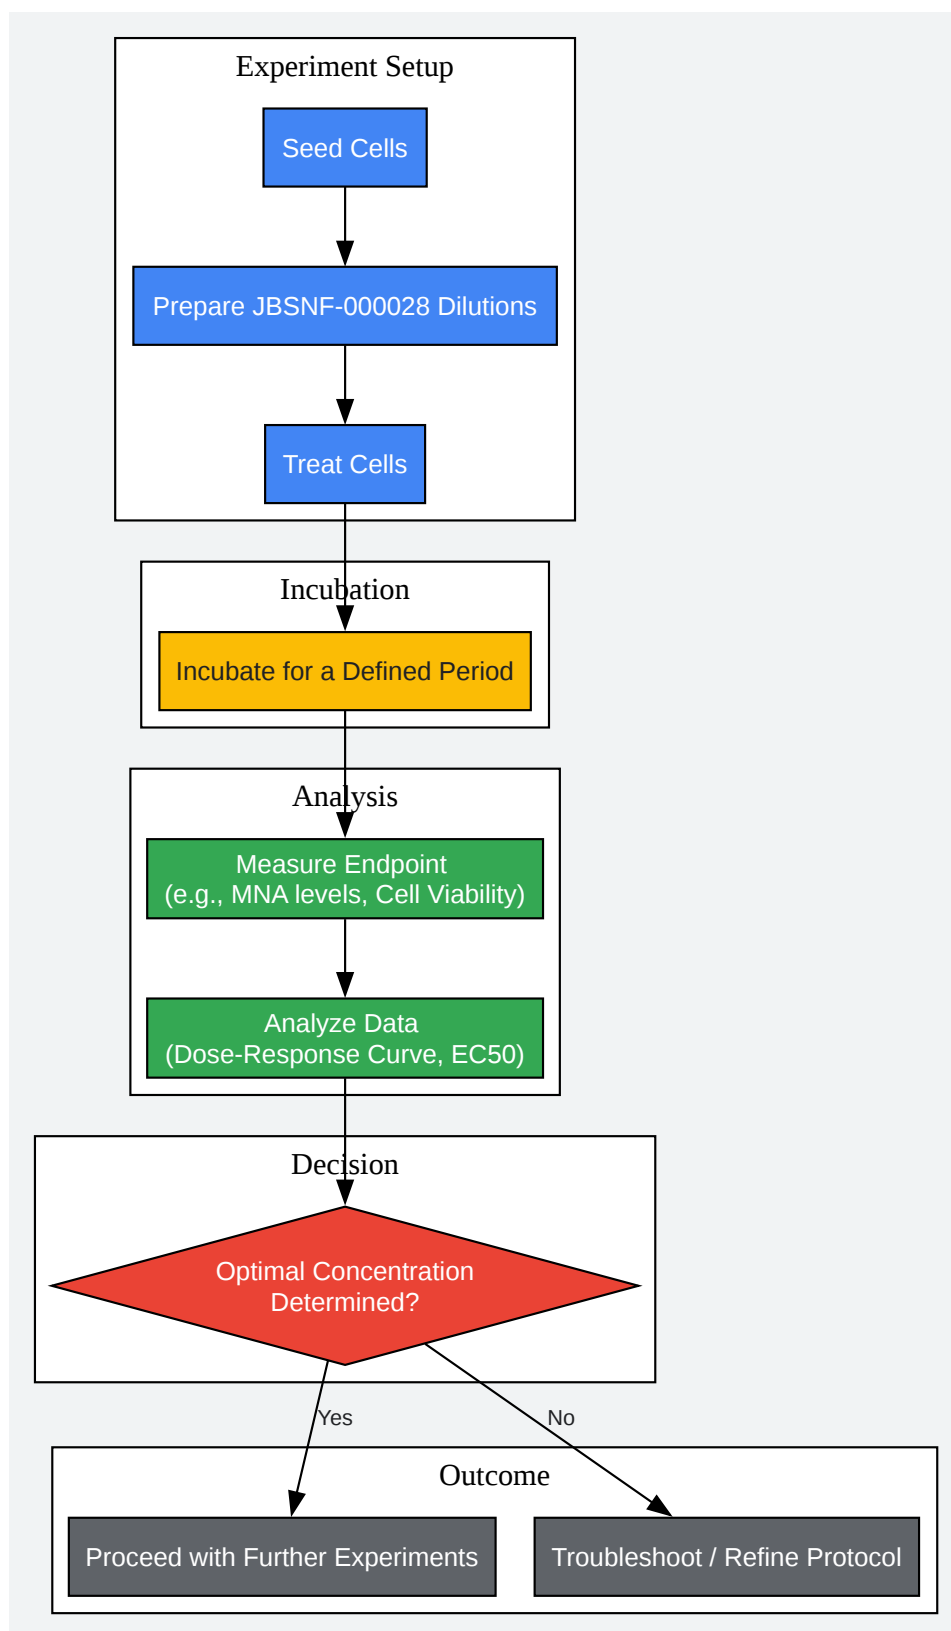 Experiment Setup
Seed Cells
Prepare JBSNF-000028 Dilutions
Treat Cells
Incubation
Incubate for a Defined Period
Analysis
Measure Endpoint
(e.g., MNA levels, Cell Viability)
Analyze Data
(Dose-Response Curve, EC50)
Decision
Optimal Concentration
Determined?
Yes
No
Outcome
Proceed with Further Experiments
Troubleshoot / Refine Protocol